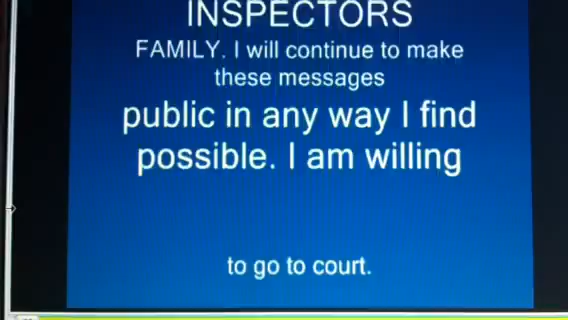 INSPECTORS
FAMILY. I will continue to make
these messages
public in any way I find
possible. I am willing
to go to court.